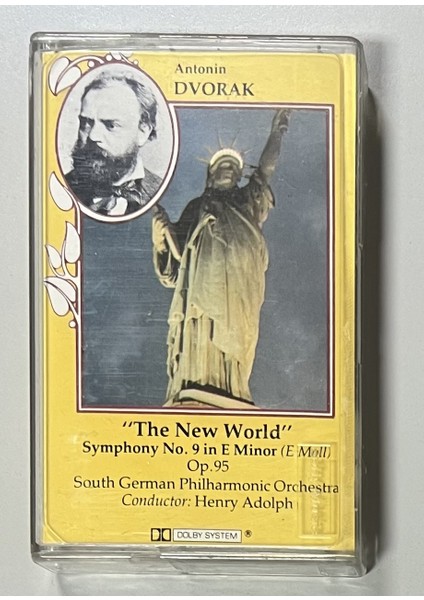 Antonin
DVORAK
"The New World"
Symphony No. 9 in E Minor (E Moll)
Op.95
South German Philharmonic Orchestra
Conductor: Henry Adolph
DOLBY SYSTEM ®